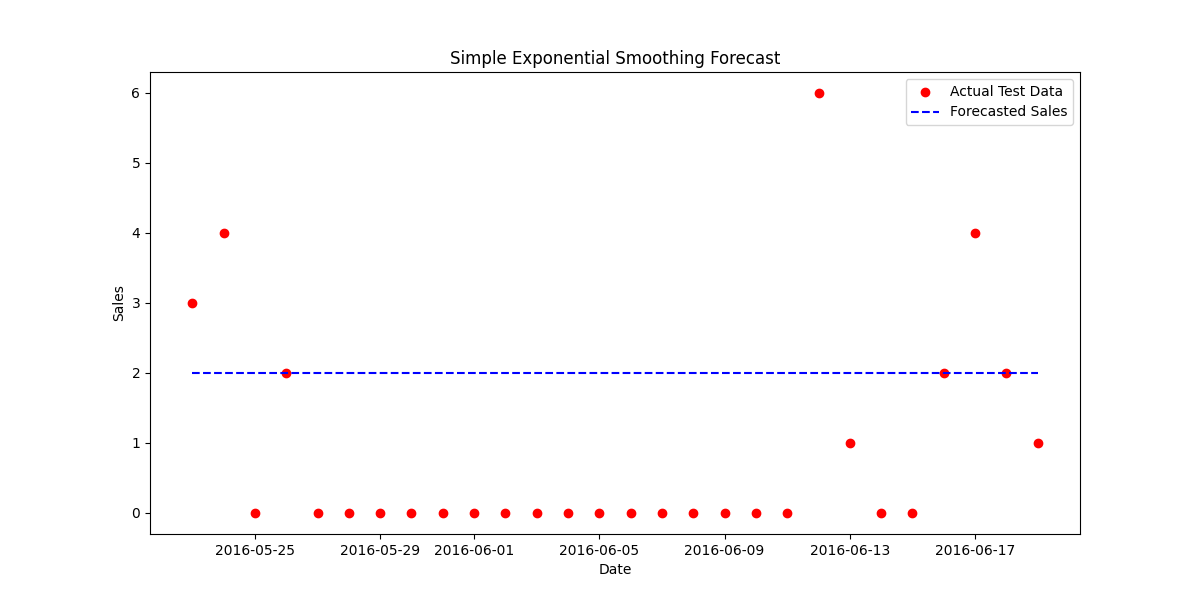 Simple Exponential Smoothing Forecast
Actual Test Data
Forecasted Sales
6
5
4
3
2
1
0
Sales
2016-05-25 2016-05-29 2016-06-01 2016-06-05 2016-06-09 2016-06-13 2016-06-17
Date